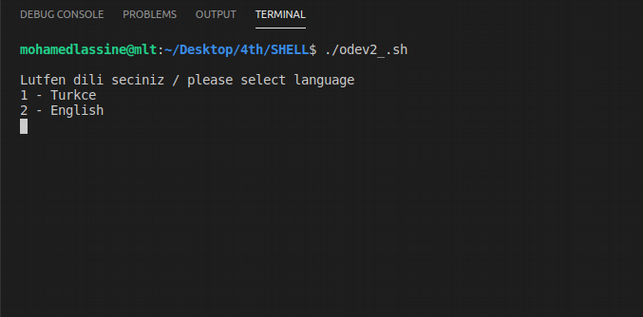 DEBUG CONSOLE PROBLEMS OUTPUT TERMINAL
mohamedlassine@mlt:~/Desktop/4th/SHELL$ ./odev2_.sh
Lutfen dili seciniz / please select language
1 - Turkce
2 - English